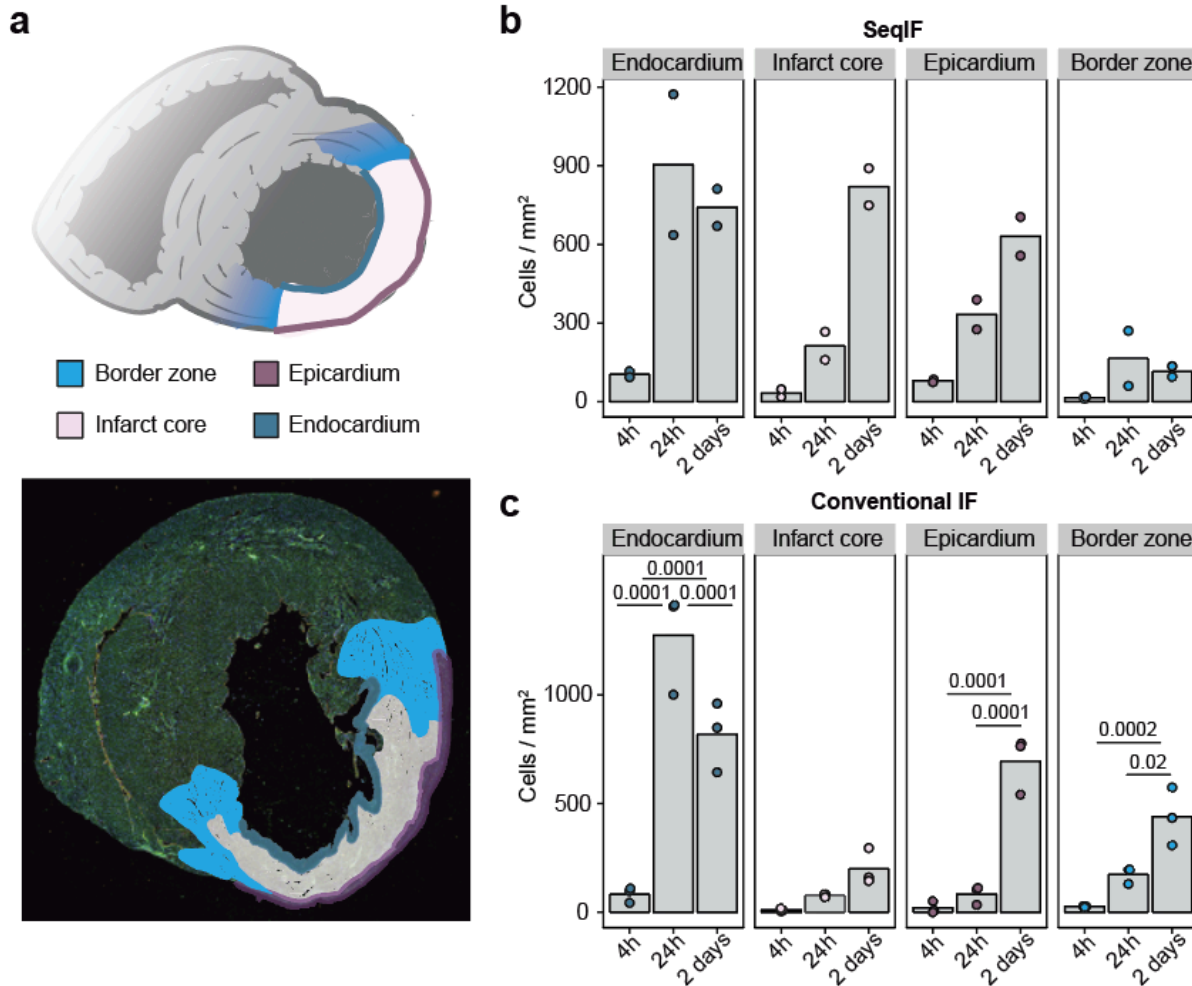 a
Border zone
Epicardium
Infarct core
Endocardium
b
SeqIF
Endocardium Infarct core Epicardium Border zone
Cells / mm²
1200
900
600
300
0
4h 24h 2 days 4h 24h 2 days 4h 24h 2 days 4h 24h 2 days
c
Conventional IF
Endocardium Infarct core Epicardium Border zone
Cells / mm²
0.0001
0.0001 0.0001
0.0001
0.0001
0.0002
0.02
1000
500
0
4h 24h 2 days 4h 24h 2 days 4h 24h 2 days 4h 24h 2 days